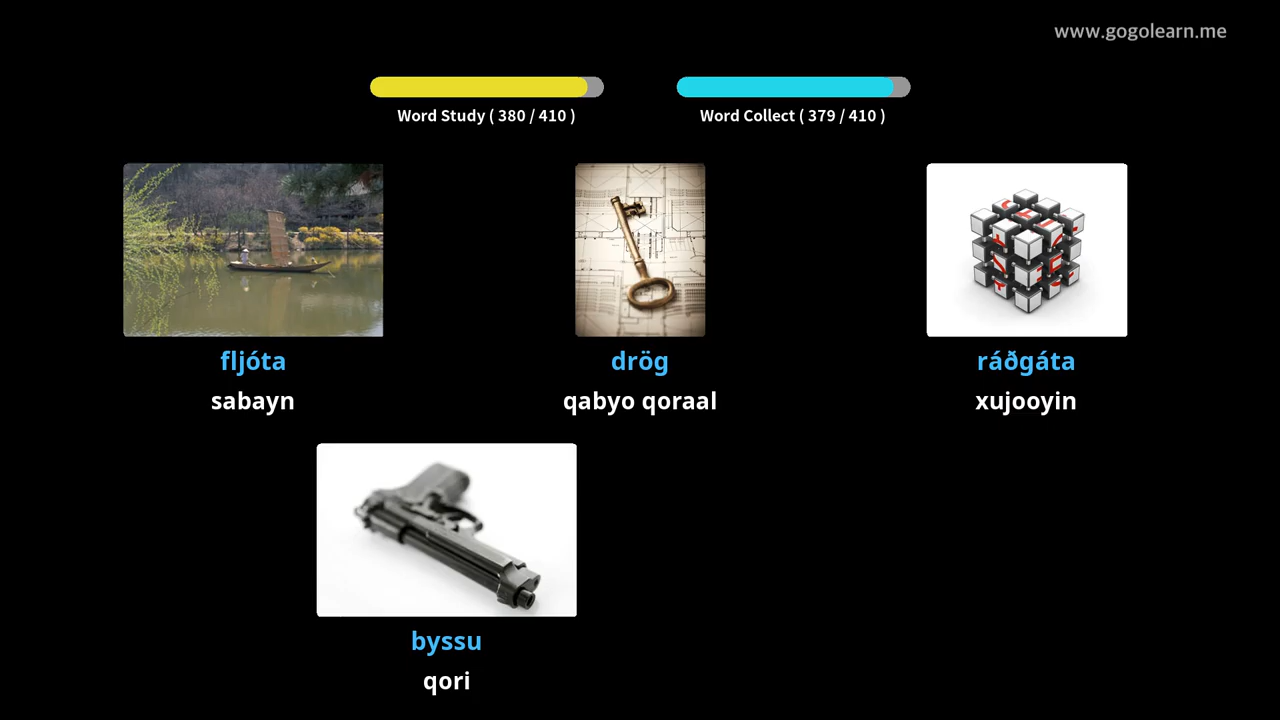 www.gogolearn.me
Word Study ( 380 / 410 )
Word Collect ( 379 / 410 )
fljóta
drög
ráðgáta
sabayn
qabyo qoraal
xujooyin
byssu
qori